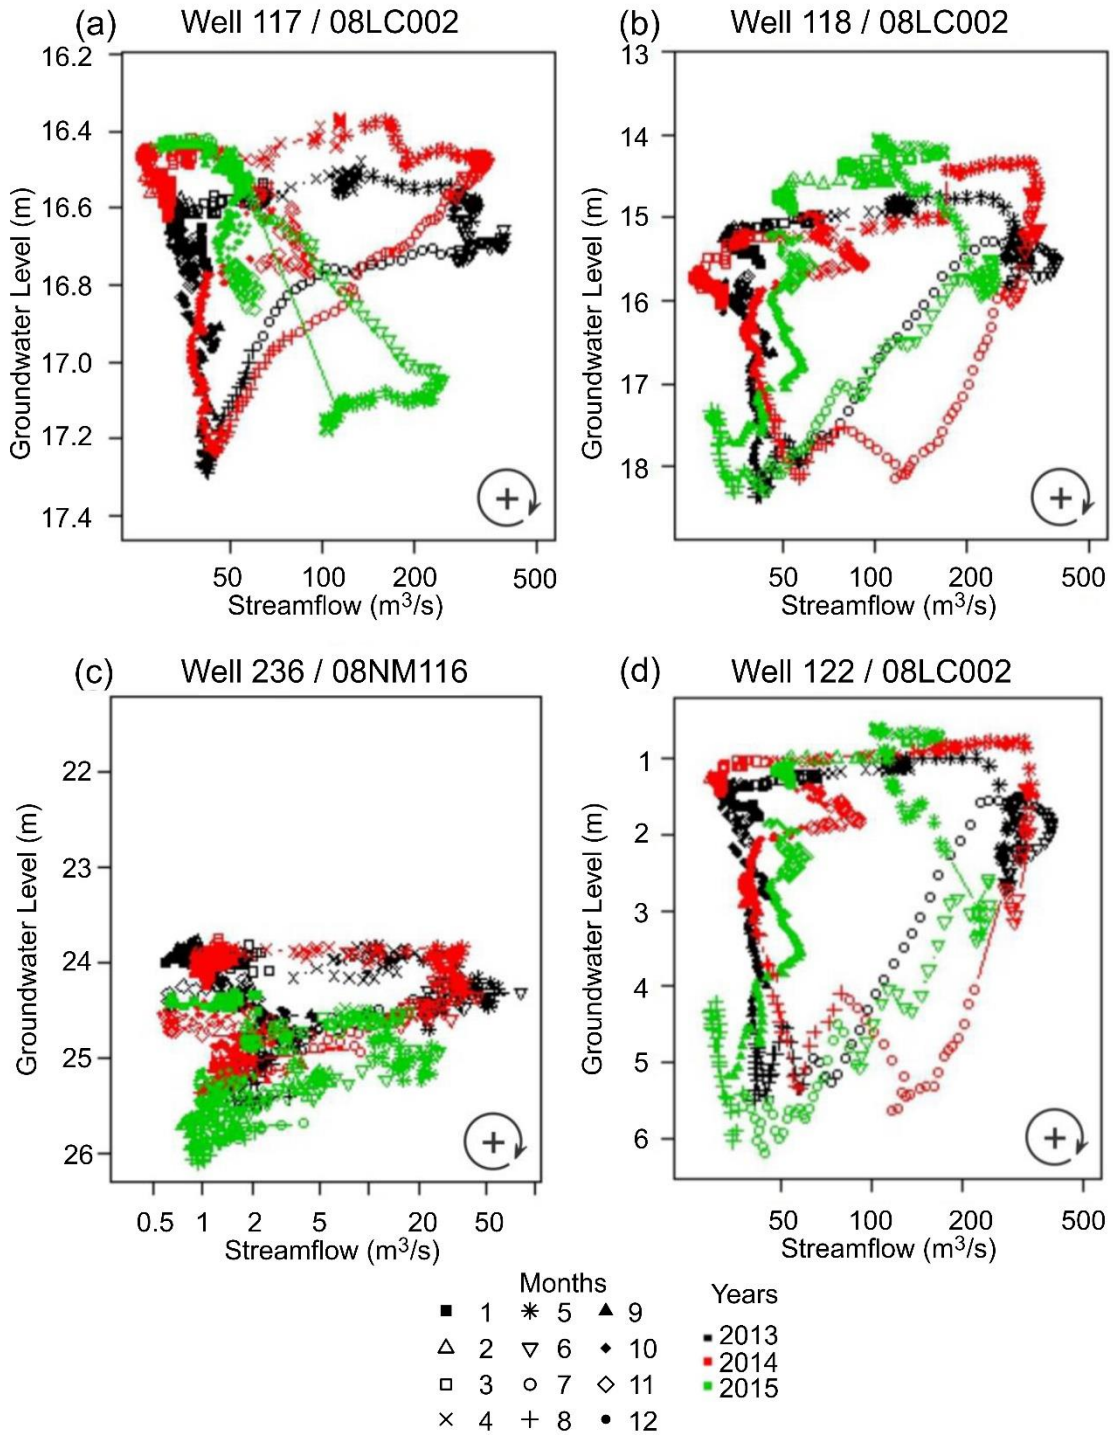 (a) Well 117 / 08LC002
16.2
16.4
16.6
16.8
17.0
17.2
17.4
Groundwater Level (m)
50 100 200 500
Streamflow (m³/s)
(b) Well 118 / 08LC002
13
14
15
16
17
18
Groundwater Level (m)
50 100 200 500
Streamflow (m³/s)
(c) Well 236 / 08NM116
22
23
24
25
26
Groundwater Level (m)
0.5 1 2 5 20 50
Streamflow (m³/s)
(d) Well 122 / 08LC002
1
2
3
4
5
6
Groundwater Level (m)
50 100 200 500
Streamflow (m³/s)
Months
1 5 9
2 6 10
3 7 11
4 8 12
Years
2013
2014
2015